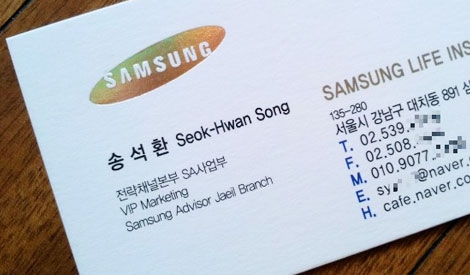 SAMSUNG
송석환 Seok-Hwan Song
전략채널본부 SA사업부
VIP Marketing
Samsung Advisor Jaeil Branch
SAMSUNG LIFE
135-280
서울시 강남구 대치동 891
T. 02.539.
F. 02.508.
M. 010.9077.
E. sy @naver.
H. cafe.naver.